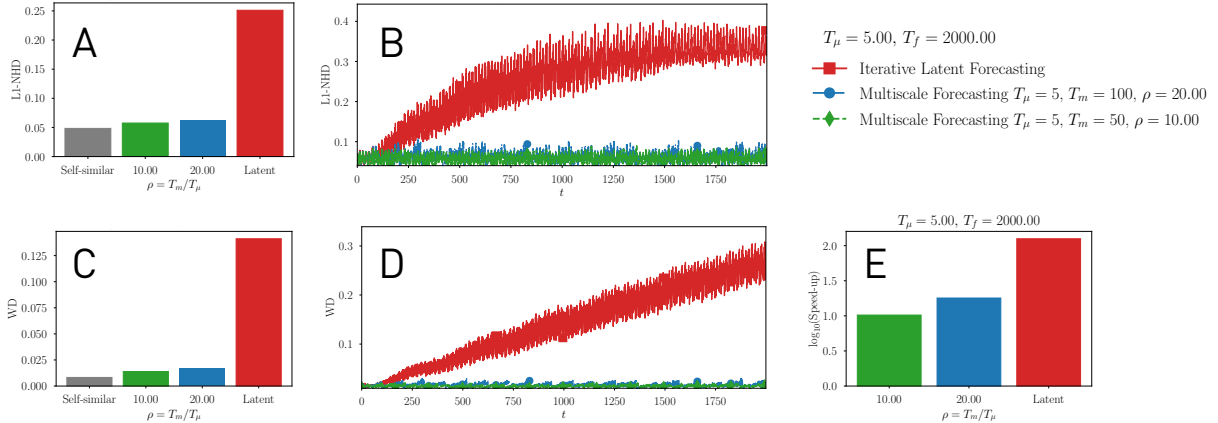 A
L1-NHD
0.25
0.20
0.15
0.10
0.05
0.00
Self-similar 10.00 20.00 Latent
ρ = T_m/T_μ
B
L1-NHD
0.4
0.3
0.2
0.1
0 250 500 750 1000 1250 1500 1750
t
T_μ = 5.00, T_f = 2000.00
Iterative Latent Forecasting
Multiscale Forecasting T_μ = 5, T_m = 100, ρ = 20.00
Multiscale Forecasting T_μ = 5, T_m = 50, ρ = 10.00
C
WD
0.125
0.100
0.075
0.050
0.025
0.000
Self-similar 10.00 20.00 Latent
ρ = T_m/T_μ
D
WD
0.3
0.2
0.1
0 250 500 750 1000 1250 1500 1750
t
T_μ = 5.00, T_f = 2000.00
E
log₁₀(Speed-up)
2.0
1.5
1.0
0.5
0.0
10.00 20.00 Latent
ρ = T_m/T_μ